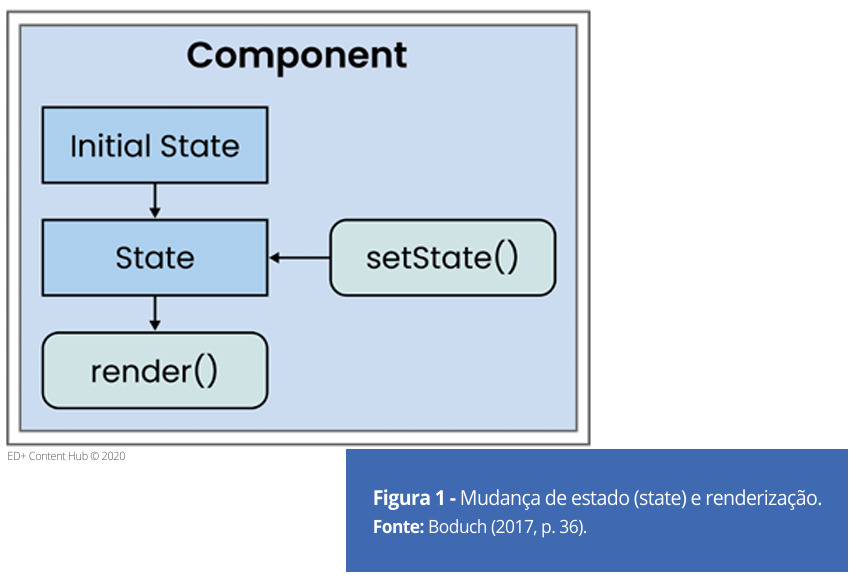 Component
Initial State
State
setState()
render()
ED+ Content Hub © 2020
Figura 1 - Mudança de estado (state) e renderização.
Fonte: Boduch (2017, p. 36).